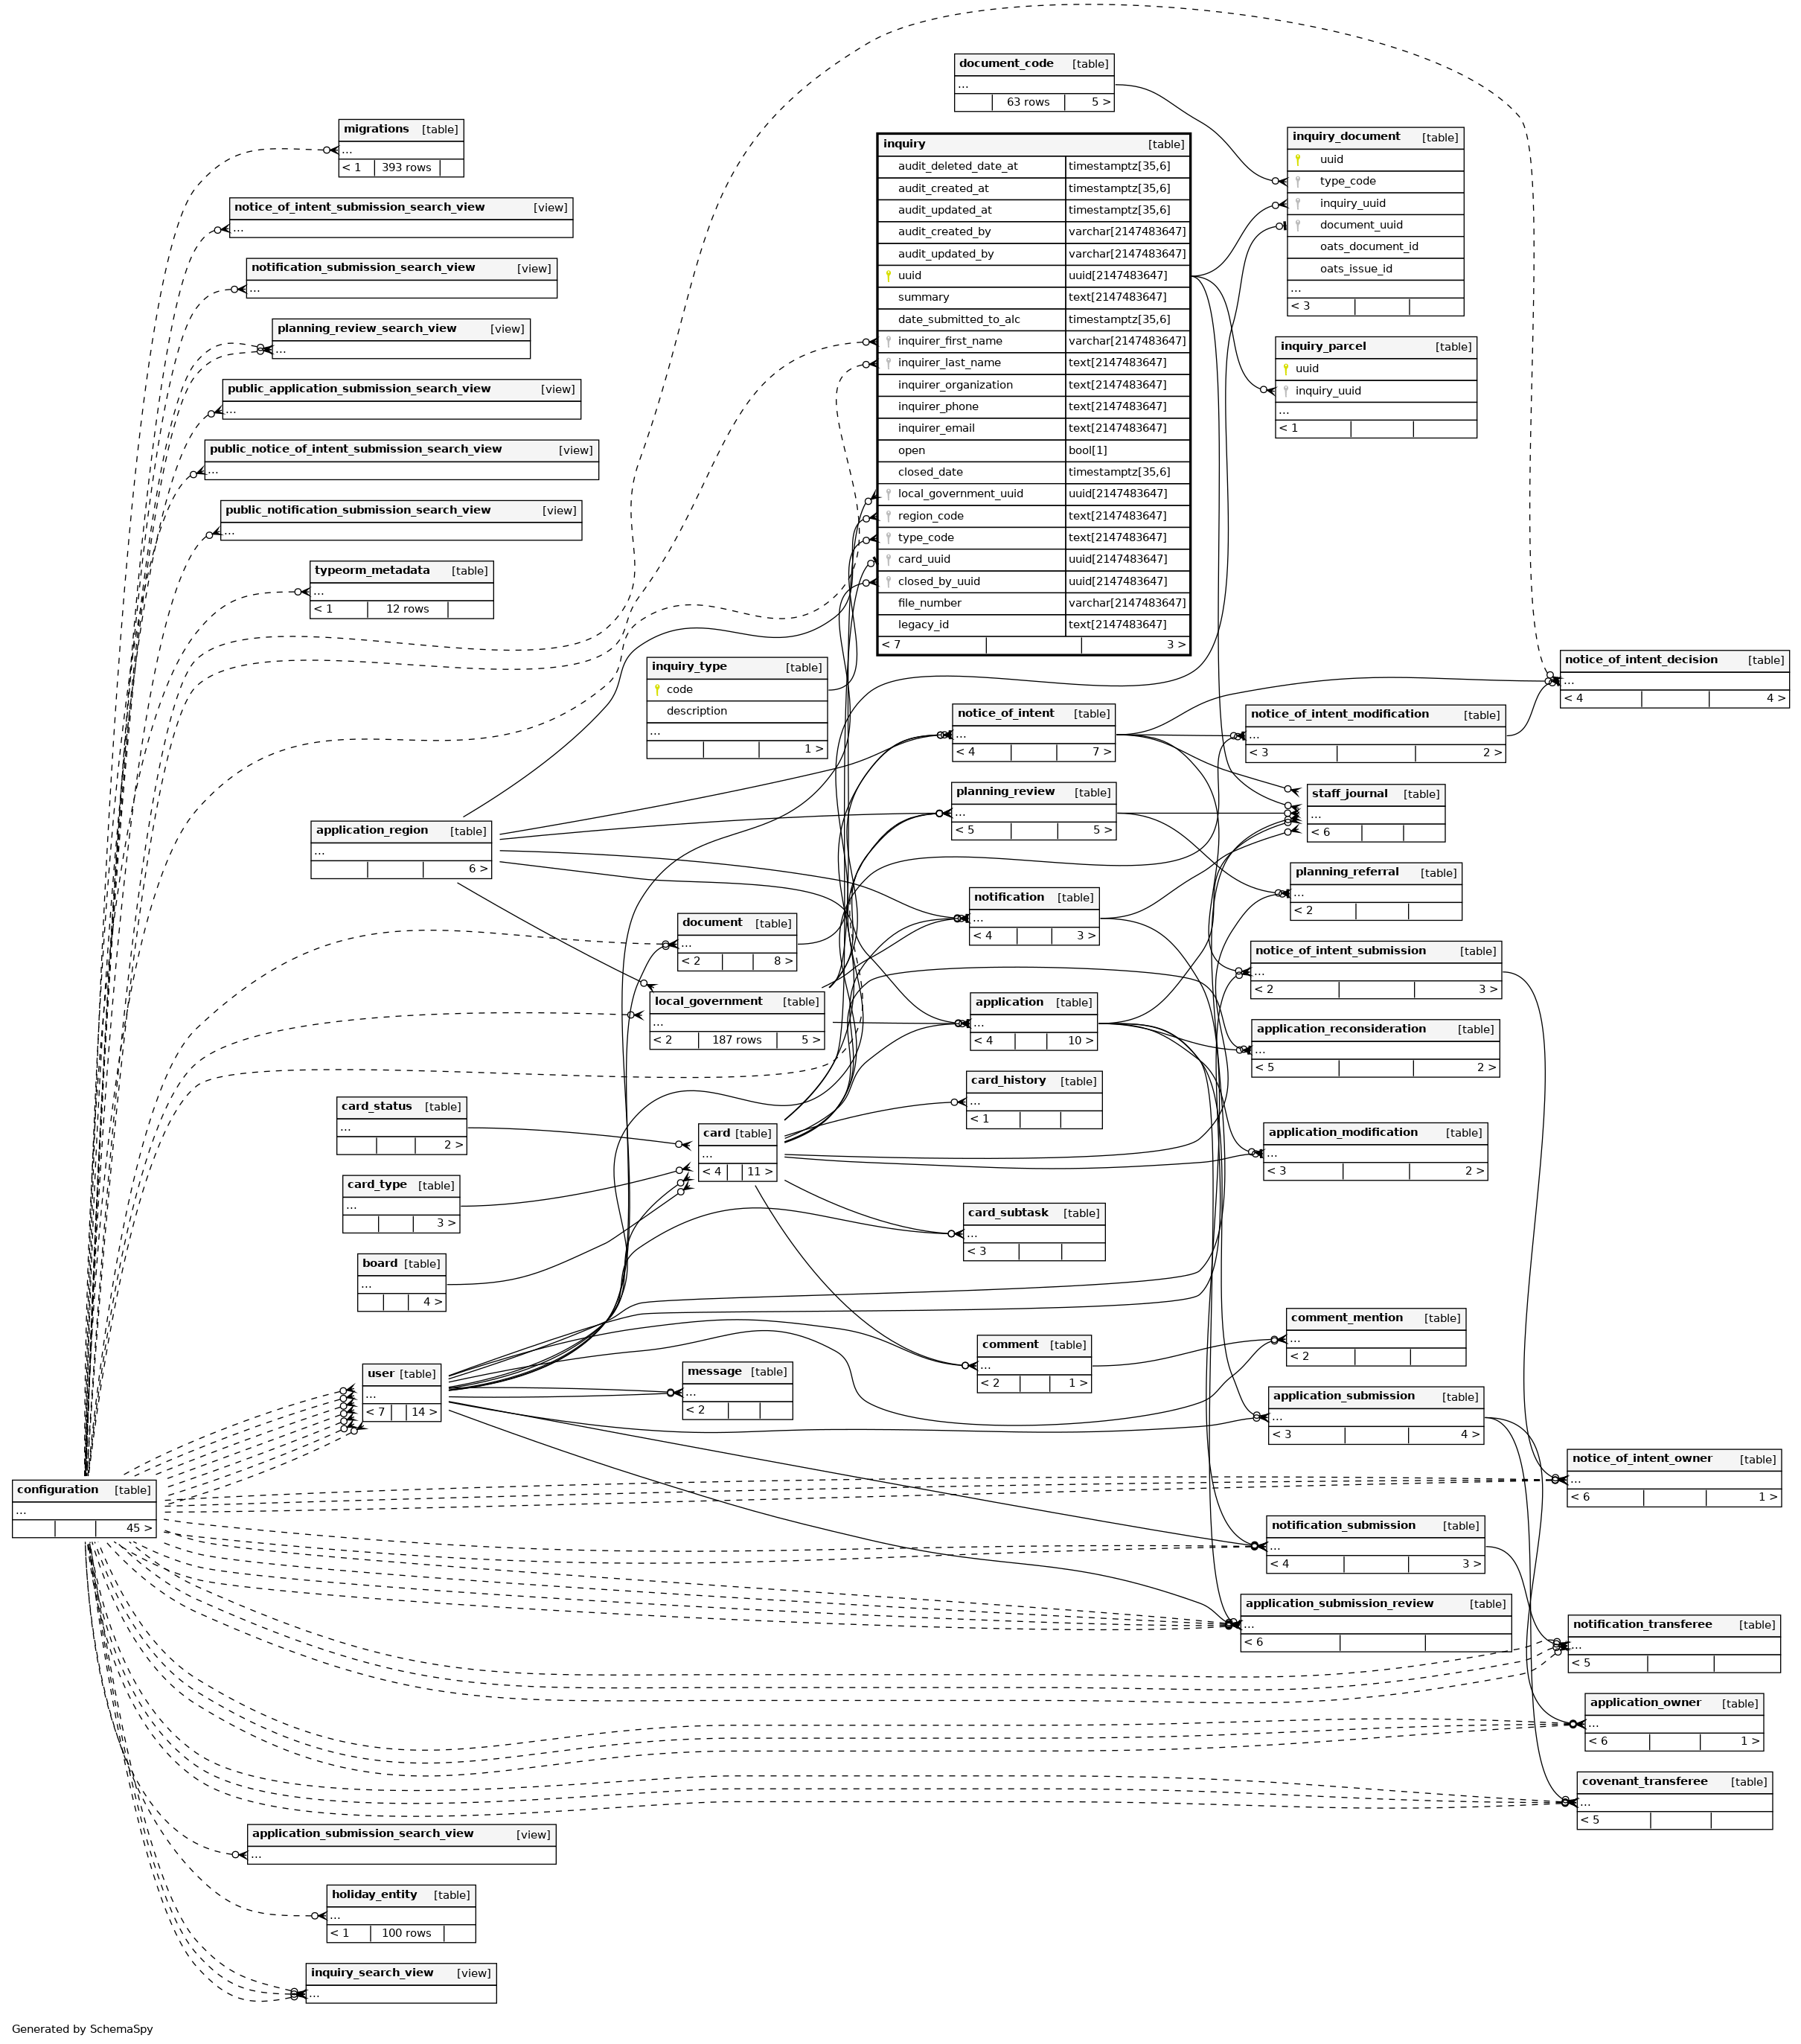 document_code [table]
...
63 rows 5 >
migrations [table]
...
< 1 393 rows
inquiry [table]
audit_deleted_date_at timestamptz[35,6]
audit_created_at timestamptz[35,6]
audit_updated_at timestamptz[35,6]
audit_created_by varchar[2147483647]
audit_updated_by varchar[2147483647]
uuid uuid[2147483647]
summary text[2147483647]
date_submitted_to_alc timestamptz[35,6]
inquirer_first_name varchar[2147483647]
inquirer_last_name text[2147483647]
inquirer_organization text[2147483647]
inquirer_phone text[2147483647]
inquirer_email text[2147483647]
open bool[1]
closed_date timestamptz[35,6]
local_government_uuid uuid[2147483647]
region_code text[2147483647]
type_code text[2147483647]
card_uuid uuid[2147483647]
closed_by_uuid uuid[2147483647]
file_number varchar[2147483647]
legacy_id text[2147483647]
< 7 3 >
inquiry_document [table]
uuid
type_code
inquiry_uuid
document_uuid
oats_document_id
oats_issue_id
...
< 3
notice_of_intent_submission_search_view [view]
...
notification_submission_search_view [view]
...
planning_review_search_view [view]
...
inquiry_parcel [table]
uuid
inquiry_uuid
...
< 1
public_application_submission_search_view [view]
...
public_notice_of_intent_submission_search_view [view]
...
public_notification_submission_search_view [view]
...
typeorm_metadata [table]
...
< 1 12 rows
inquiry_type [table]
code
description
...
1 >
notice_of_intent_decision [table]
...
< 4 4 >
notice_of_intent [table]
...
< 4 7 >
notice_of_intent_modification [table]
...
< 3 2 >
planning_review [table]
...
< 5 5 >
staff_journal [table]
...
< 6
application_region [table]
...
6 >
planning_referral [table]
...
< 2
notification [table]
...
< 4 3 >
document [table]
...
< 2 8 >
notice_of_intent_submission [table]
...
< 2 3 >
local_government [table]
...
< 2 187 rows 5 >
application [table]
...
< 4 10 >
application_reconsideration [table]
...
< 5 2 >
card_history [table]
...
< 1
card_status [table]
...
2 >
card [table]
...
< 4 11 >
application_modification [table]
...
< 3 2 >
card_type [table]
...
3 >
card_subtask [table]
...
< 3
board [table]
...
4 >
comment_mention [table]
...
< 2
comment [table]
...
< 2 1 >
user [table]
...
< 7 14 >
message [table]
...
< 2
application_submission [table]
...
< 3 4 >
notice_of_intent_owner [table]
...
< 6 1 >
configuration [table]
...
45 >
notification_submission [table]
...
< 4 3 >
application_submission_review [table]
...
< 6
notification_transferee [table]
...
< 5
application_owner [table]
...
< 6 1 >
covenant_transferee [table]
...
< 5
application_submission_search_view [view]
...
holiday_entity [table]
...
< 1 100 rows
inquiry_search_view [view]
...
Generated by SchemaSpy